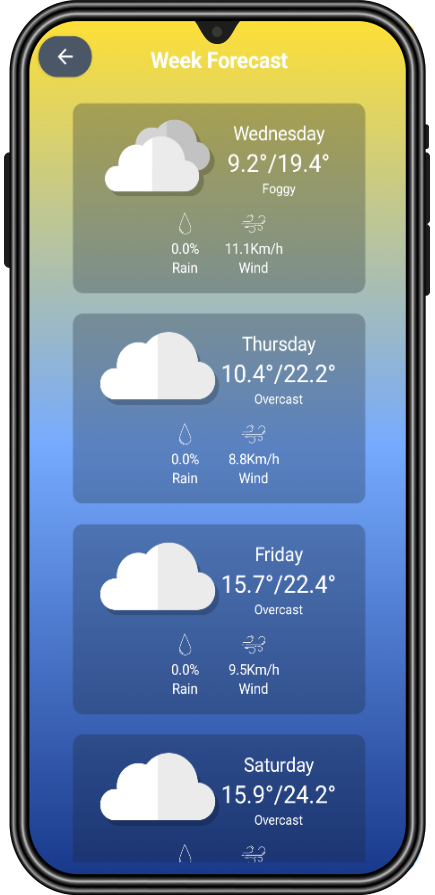 Week Forecast
Wednesday
9.2°/19.4°
Foggy
0.0% 11.1Km/h
Rain Wind
Thursday
10.4°/22.2°
Overcast
0.0% 8.8Km/h
Rain Wind
Friday
15.7°/22.4°
Overcast
0.0% 9.5Km/h
Rain Wind
Saturday
15.9°/24.2°
Overcast